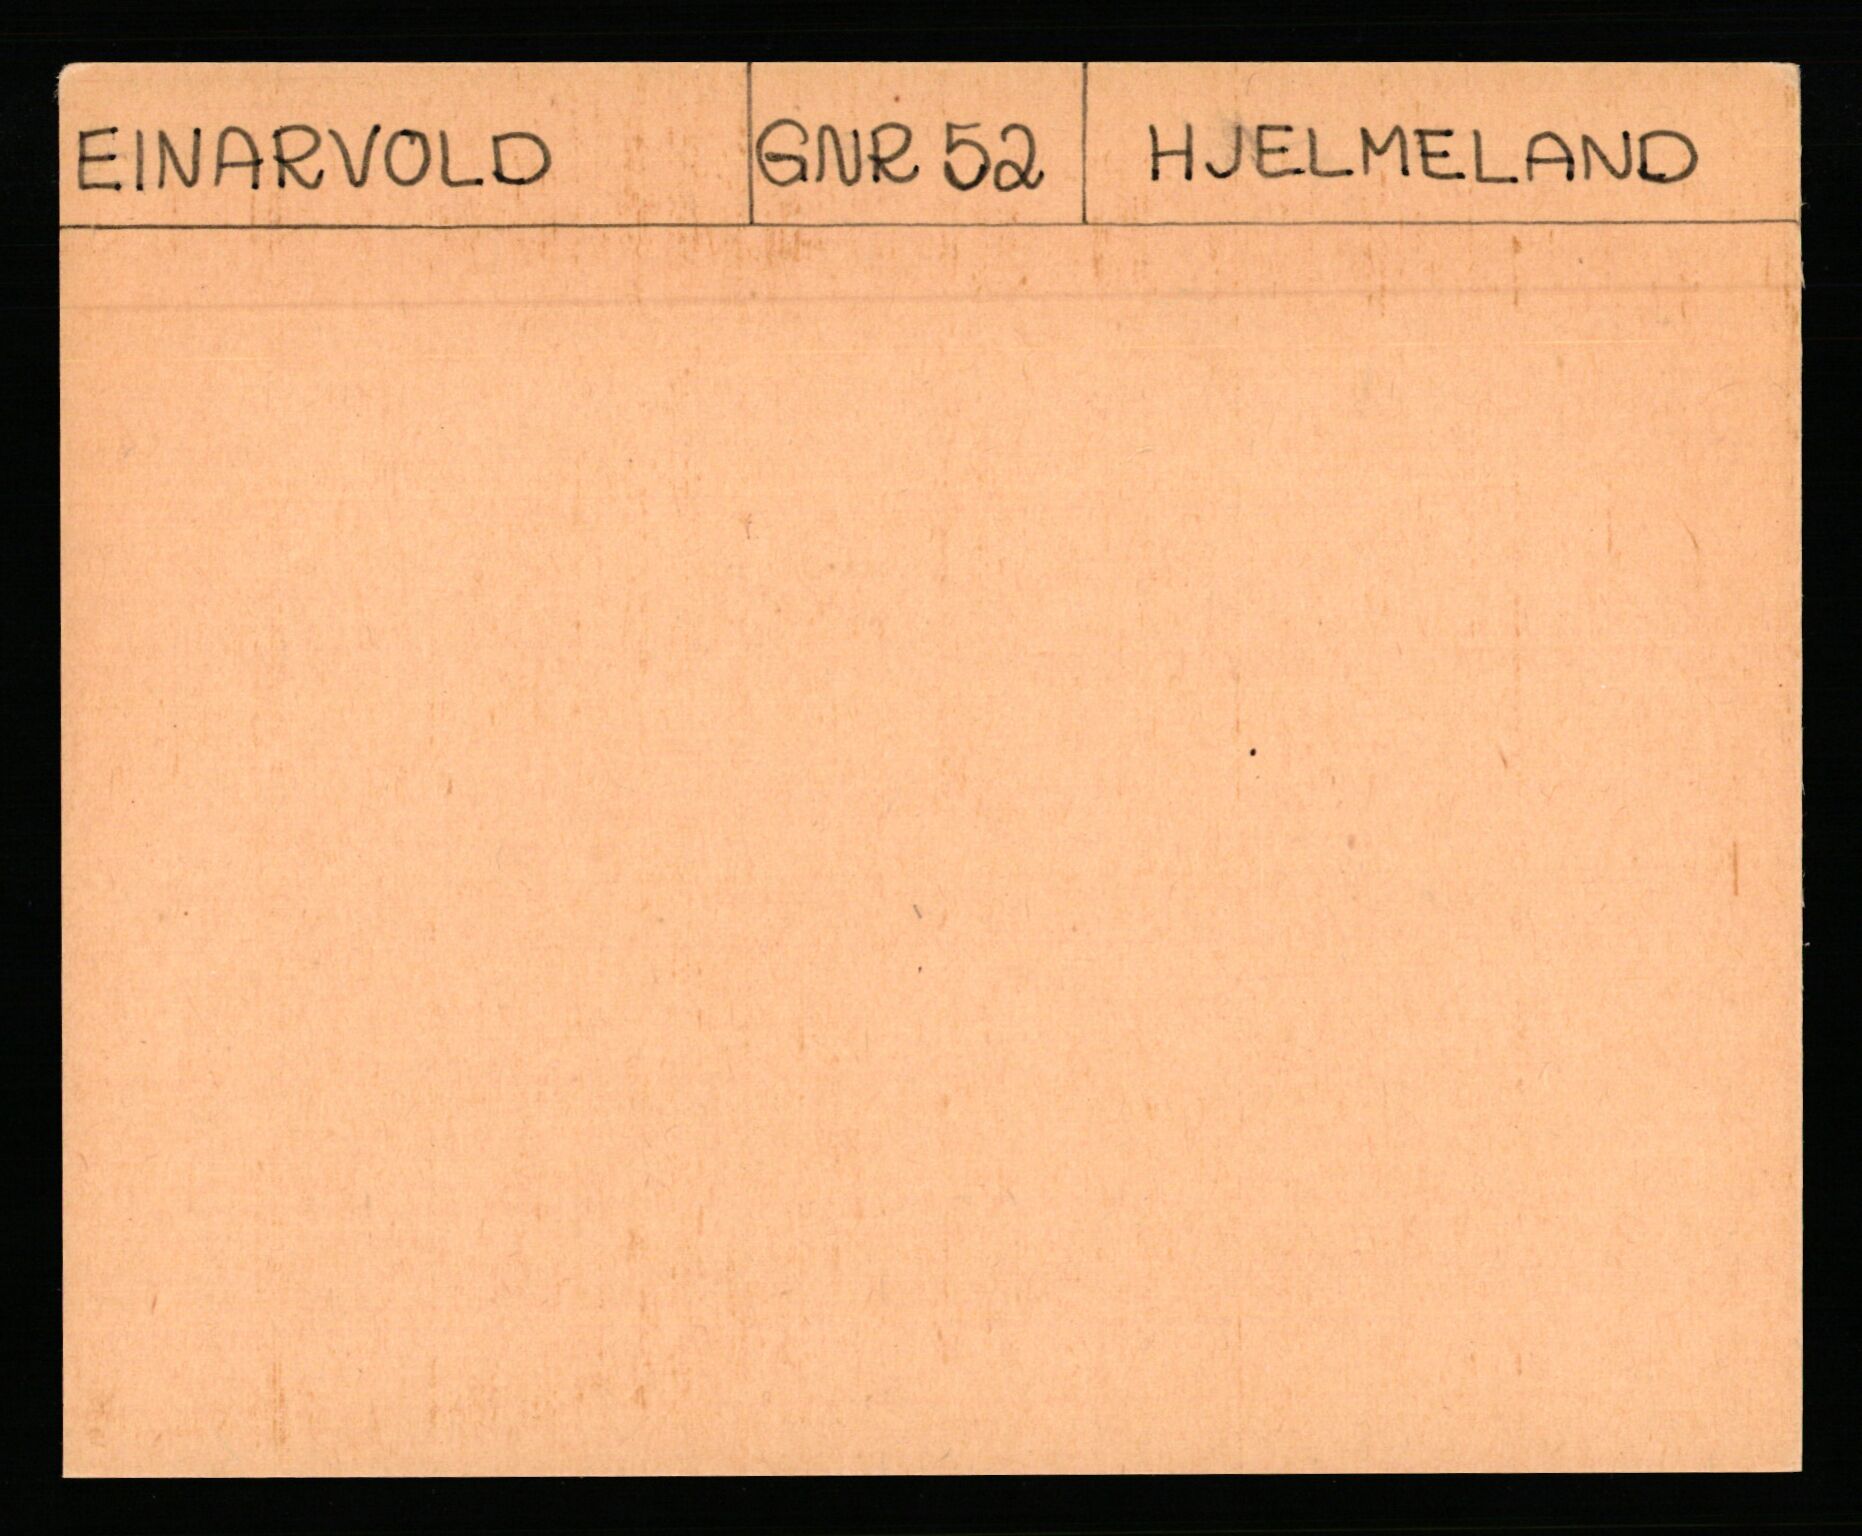 EINARVOLD GNR 52 HJELMELAND